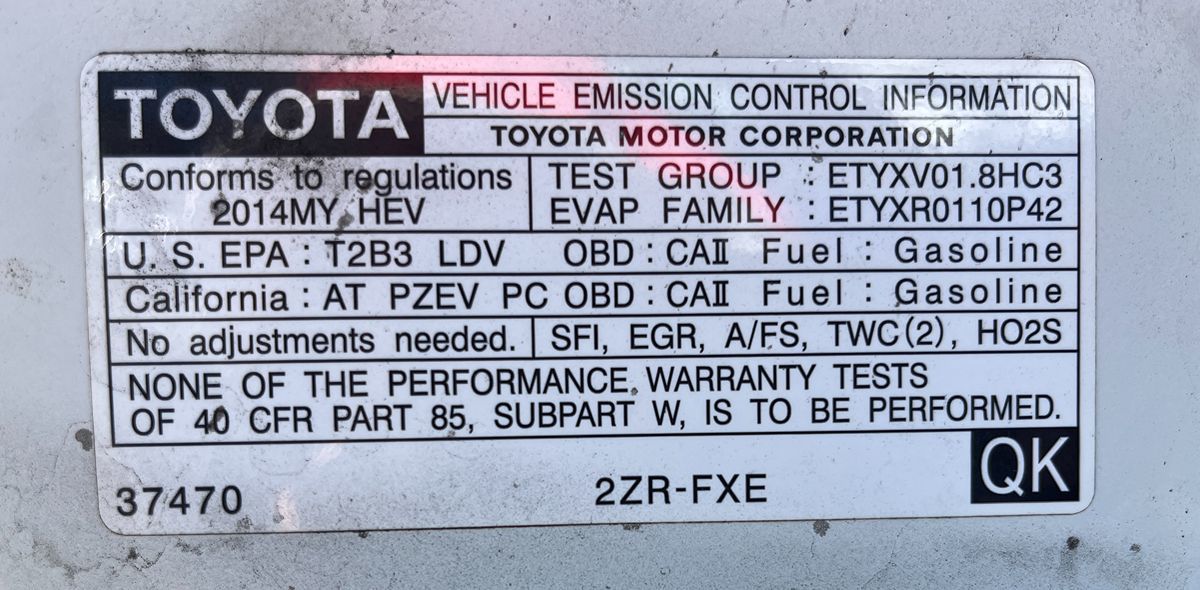 TOYOTA VEHICLE EMISSION CONTROL INFORMATION
TOYOTA MOTOR CORPORATION
Conforms to regulations
2014MY HEV
TEST GROUP : ETYXV01.8HC3
EVAP FAMILY : ETYXR0110P42
U. S. EPA : T2B3 LDV OBD : CAⅡ Fuel : Gasoline
California : AT PZEV PC OBD : CAⅡ Fuel : Gasoline
No adjustments needed. SFI, EGR, A/FS, TWC(2), HO2S
NONE OF THE PERFORMANCE WARRANTY TESTS
OF 40 CFR PART 85, SUBPART W, IS TO BE PERFORMED.
QK
37470 2ZR-FXE